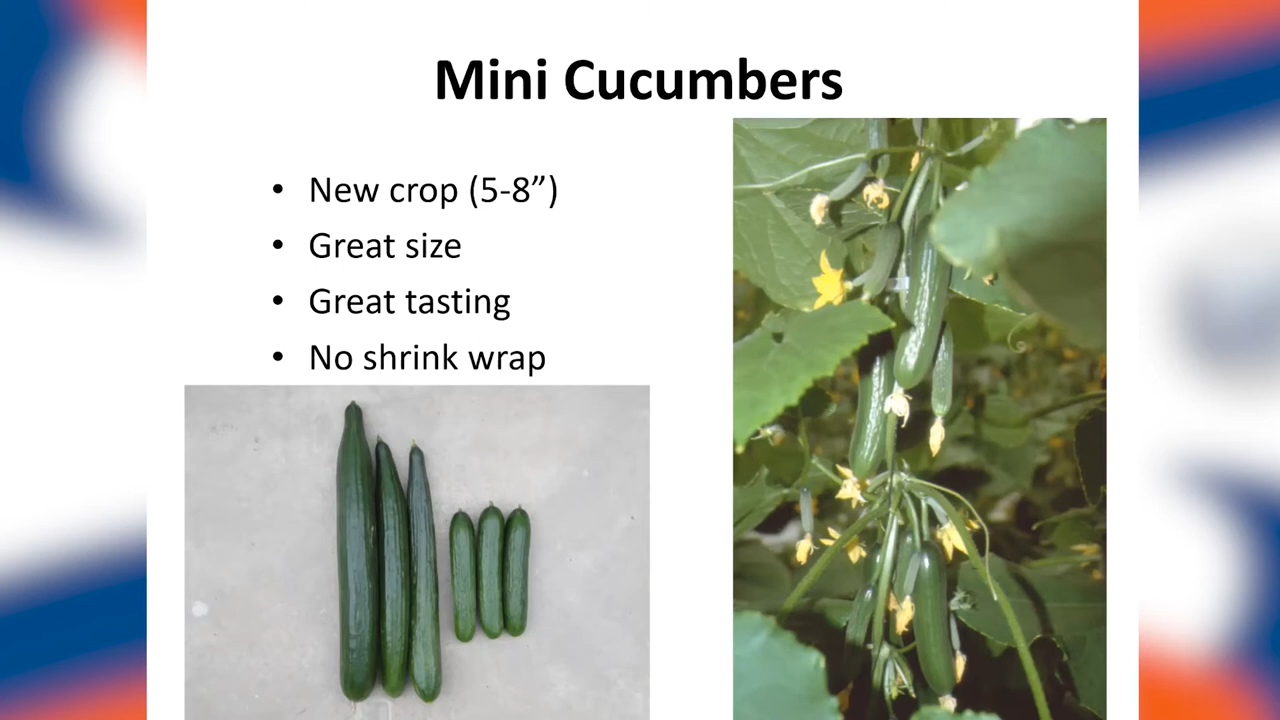 Mini Cucumbers
• New crop (5-8”)
• Great size
• Great tasting
• No shrink wrap